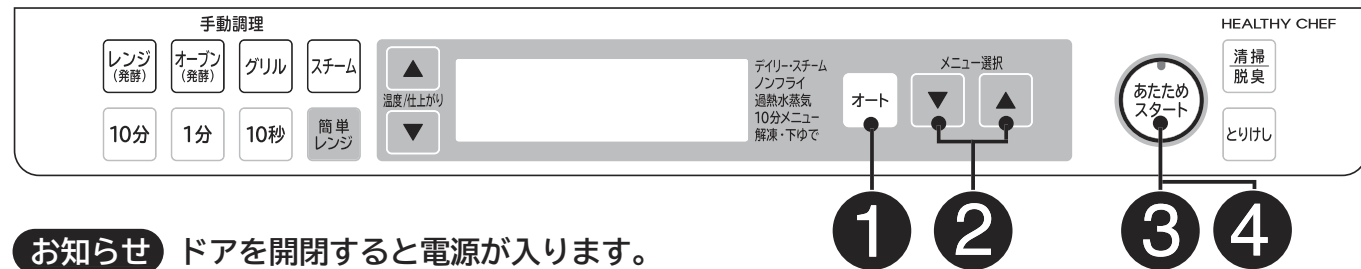 手動調理
HEALTHY CHEF
レンジ
(発酵)
オーブン
(発酵)
グリル
スチーム
10分
1分
10秒
簡単
レンジ
▲
温度/仕上がり
▼
デイリー・スチーム
ノンフライ
過熱水蒸気
10分メニュー
解凍・下ゆで
オート
メニュー選択
▼ ▲
あたため
スタート
清掃
脱臭
とりけし
1 2 3 4
お知らせ ドアを開閉すると電源が入ります。